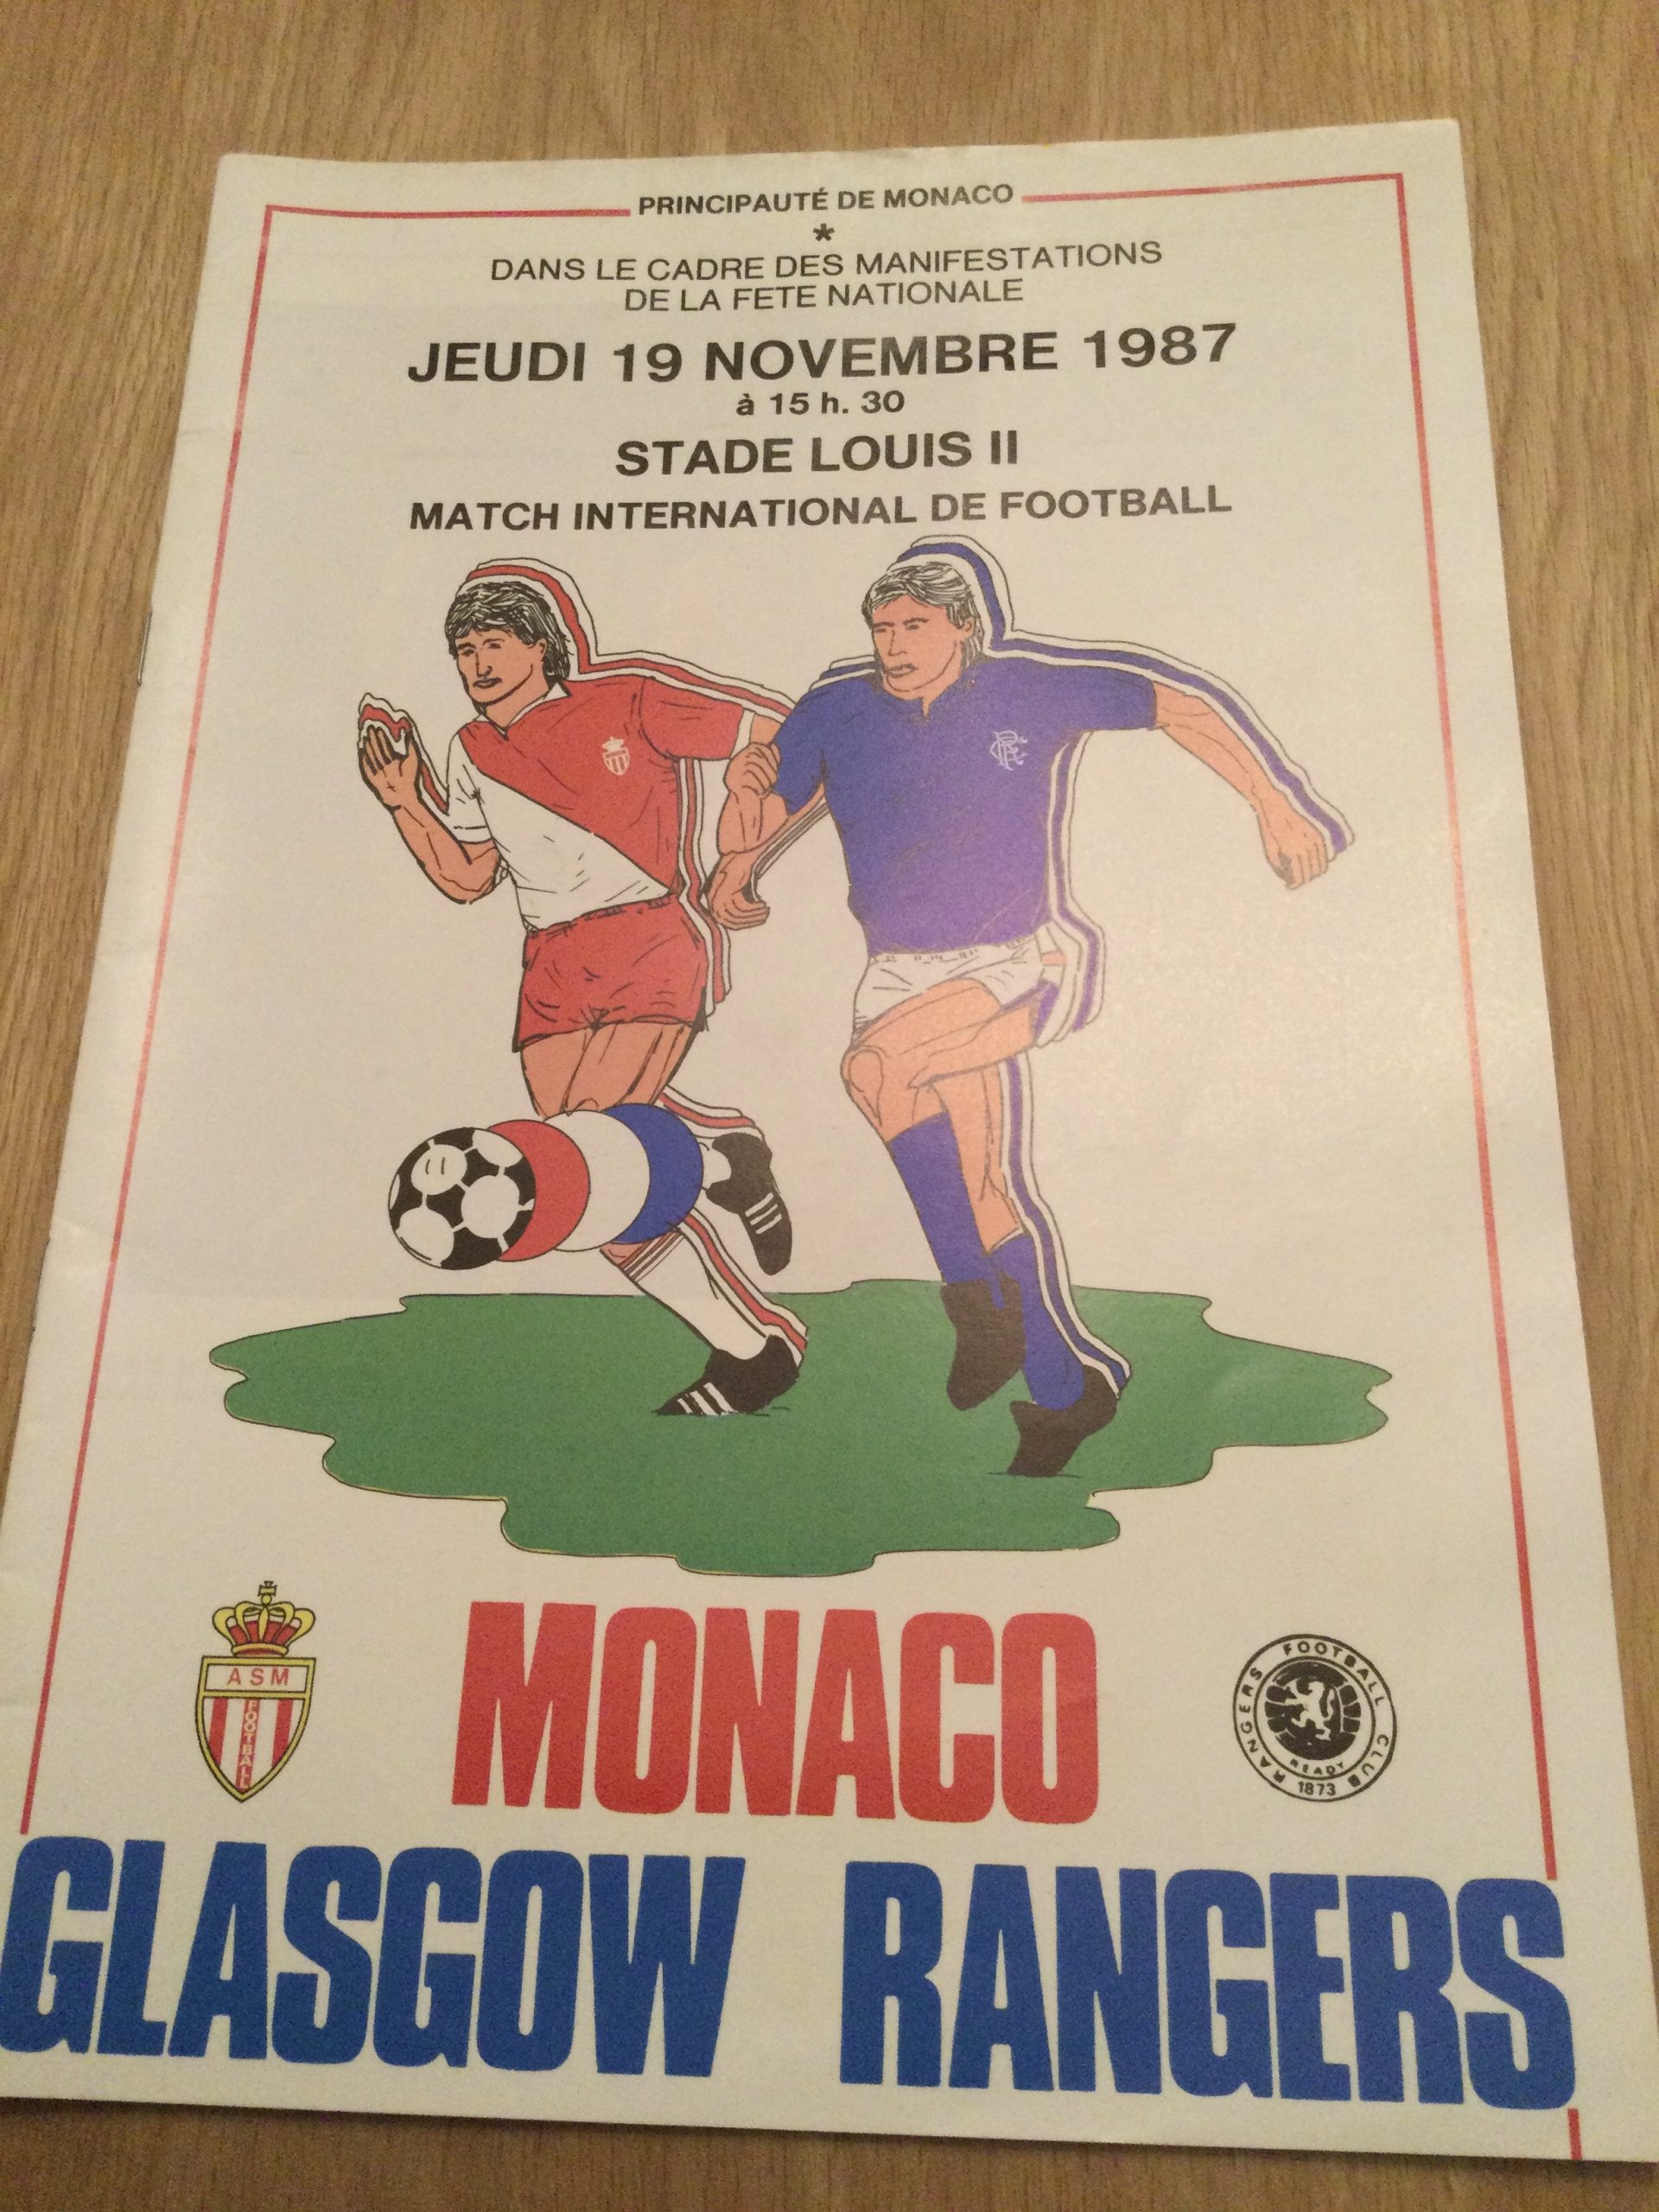 PRINCIPAUTÉ DE MONACO
*
DANS LE CADRE DES MANIFESTATIONS
DE LA FETE NATIONALE
JEUDI 19 NOVEMBRE 1987
à 15 h. 30
STADE LOUIS II
MATCH INTERNATIONAL DE FOOTBALL
RFC
MONACO
ASM
FOOTBALL
RANGERS FOOTBALL CLUB
READY
1873
GLASGOW RANGERS